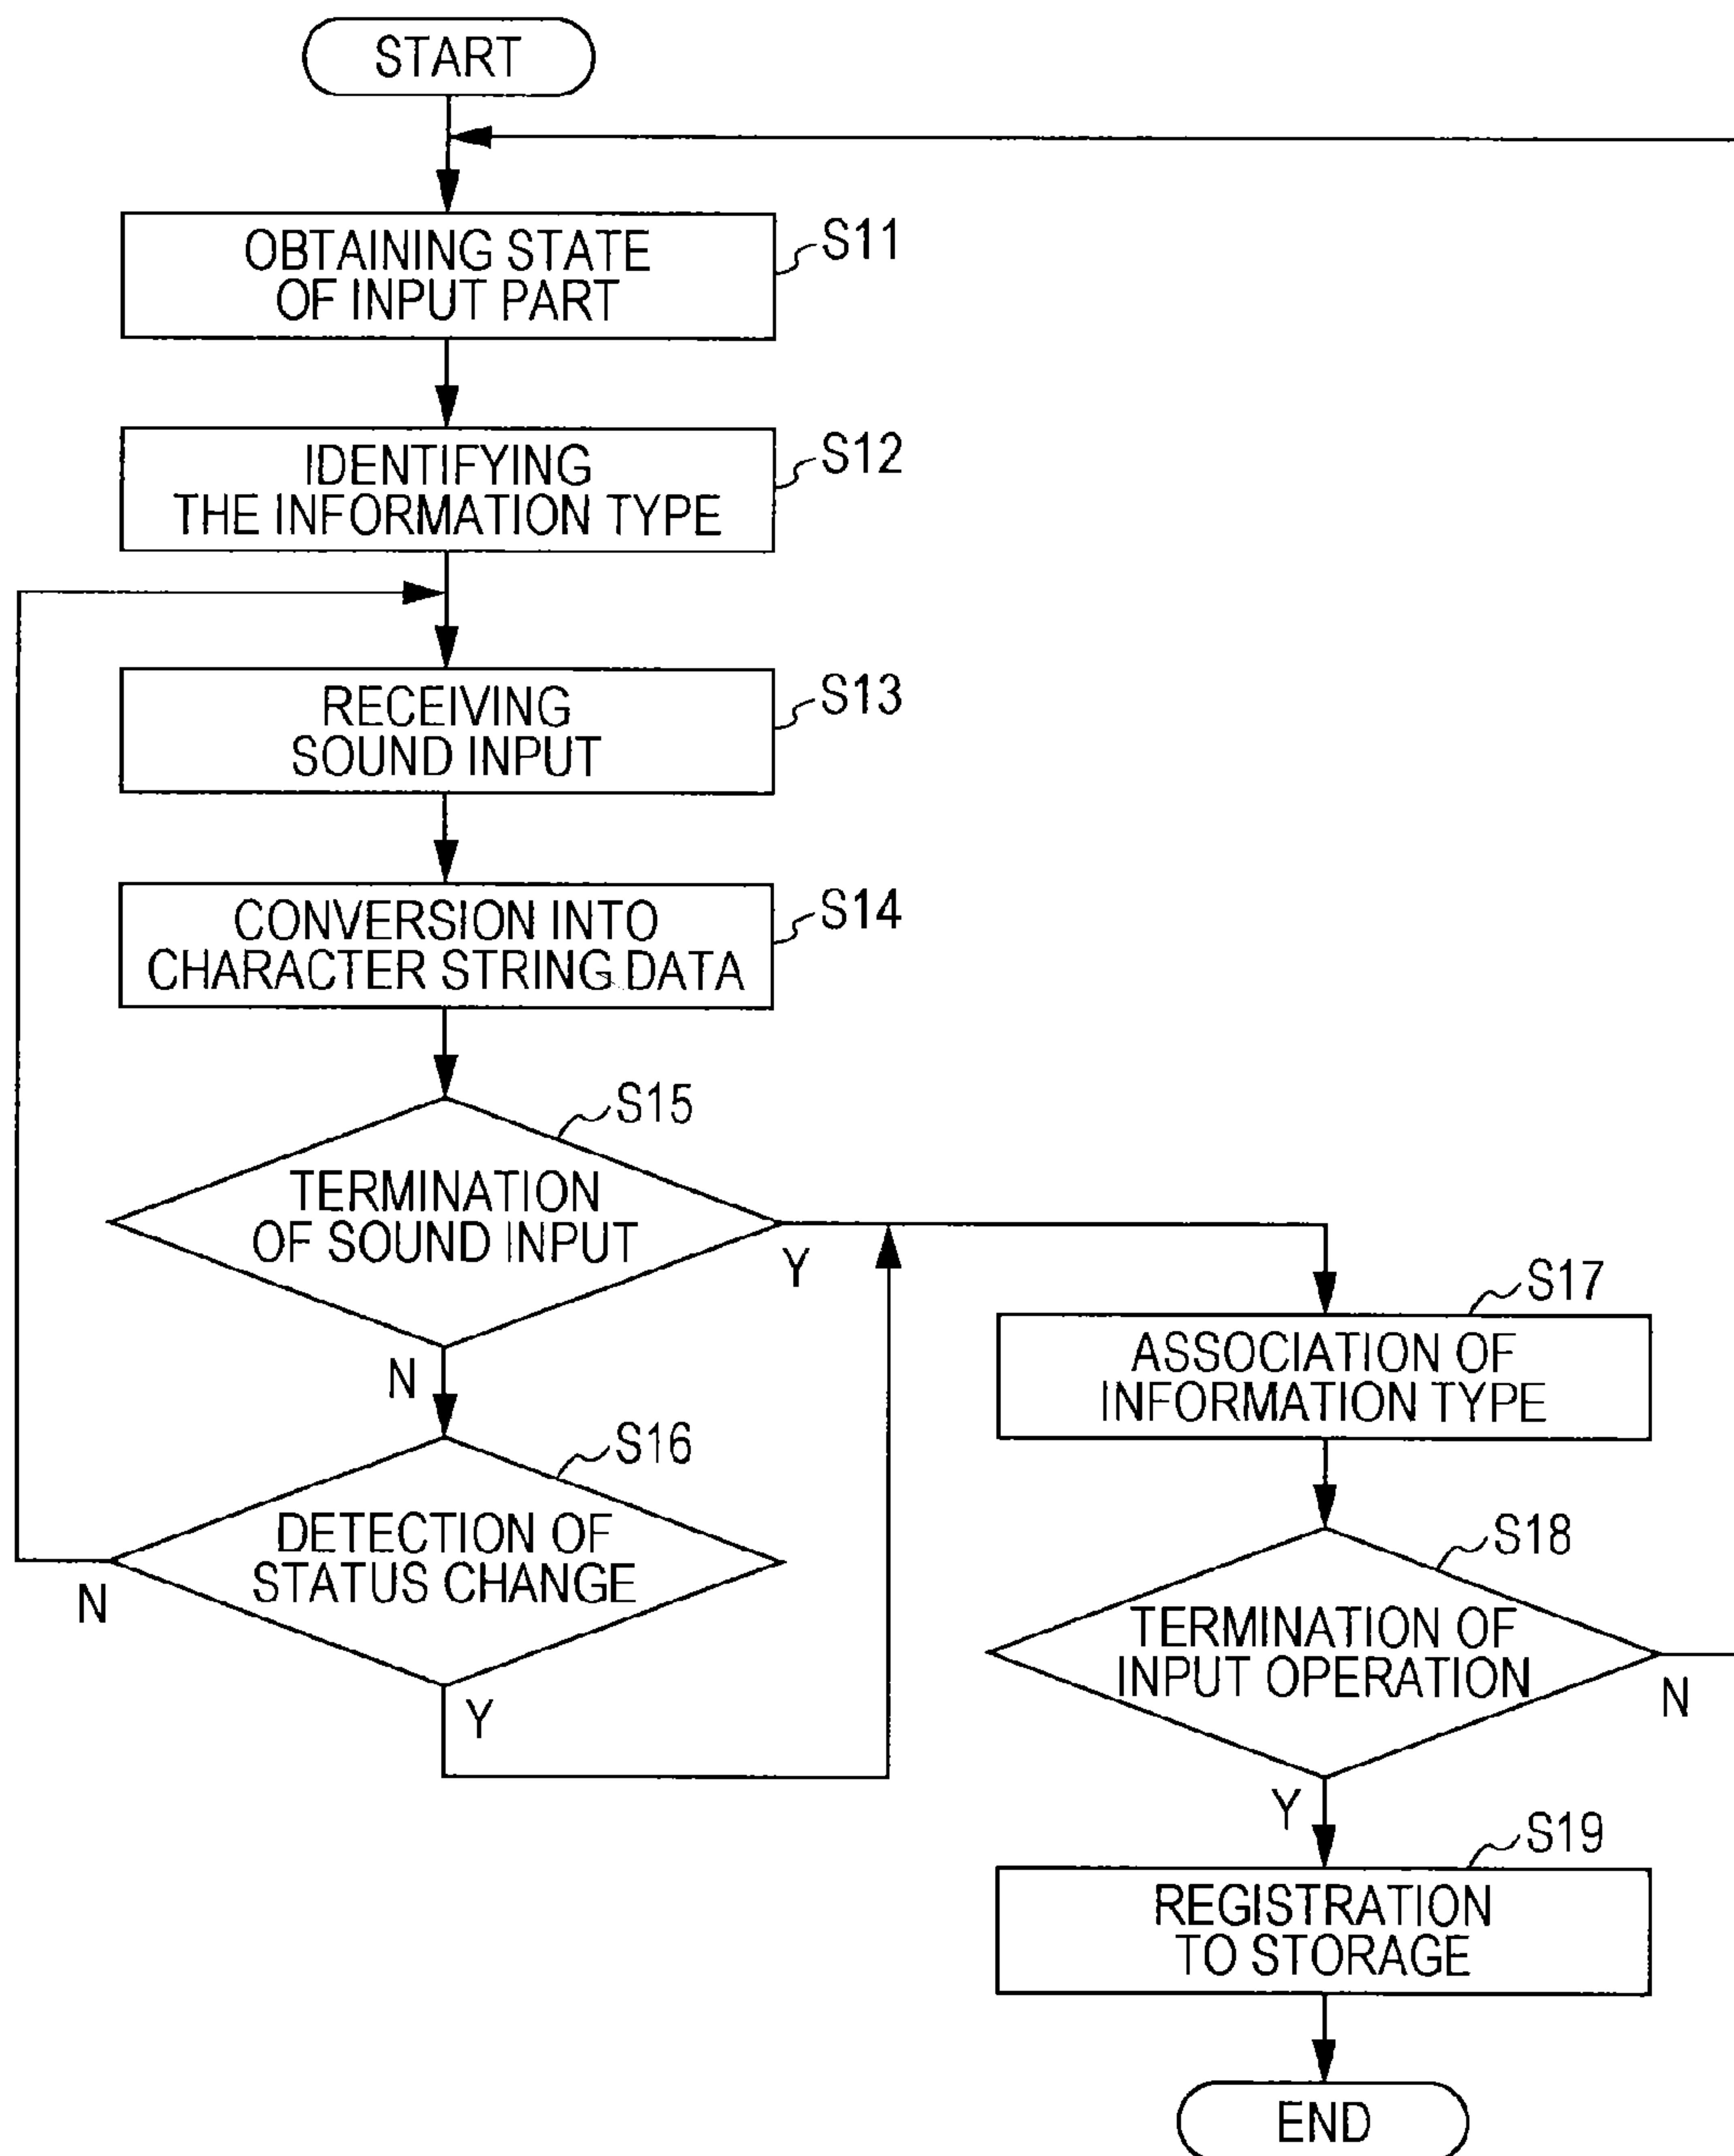 START
OBTAINING STATE
OF INPUT PART
S11
IDENTIFYING
THE INFORMATION TYPE
S12
RECEIVING
SOUND INPUT
S13
CONVERSION INTO
CHARACTER STRING DATA
S14
S15
TERMINATION
OF SOUND INPUT
Y
N
S16
DETECTION OF
STATUS CHANGE
N
Y
S17
ASSOCIATION OF
INFORMATION TYPE
S18
TERMINATION OF
INPUT OPERATION
N
Y
S19
REGISTRATION
TO STORAGE
END